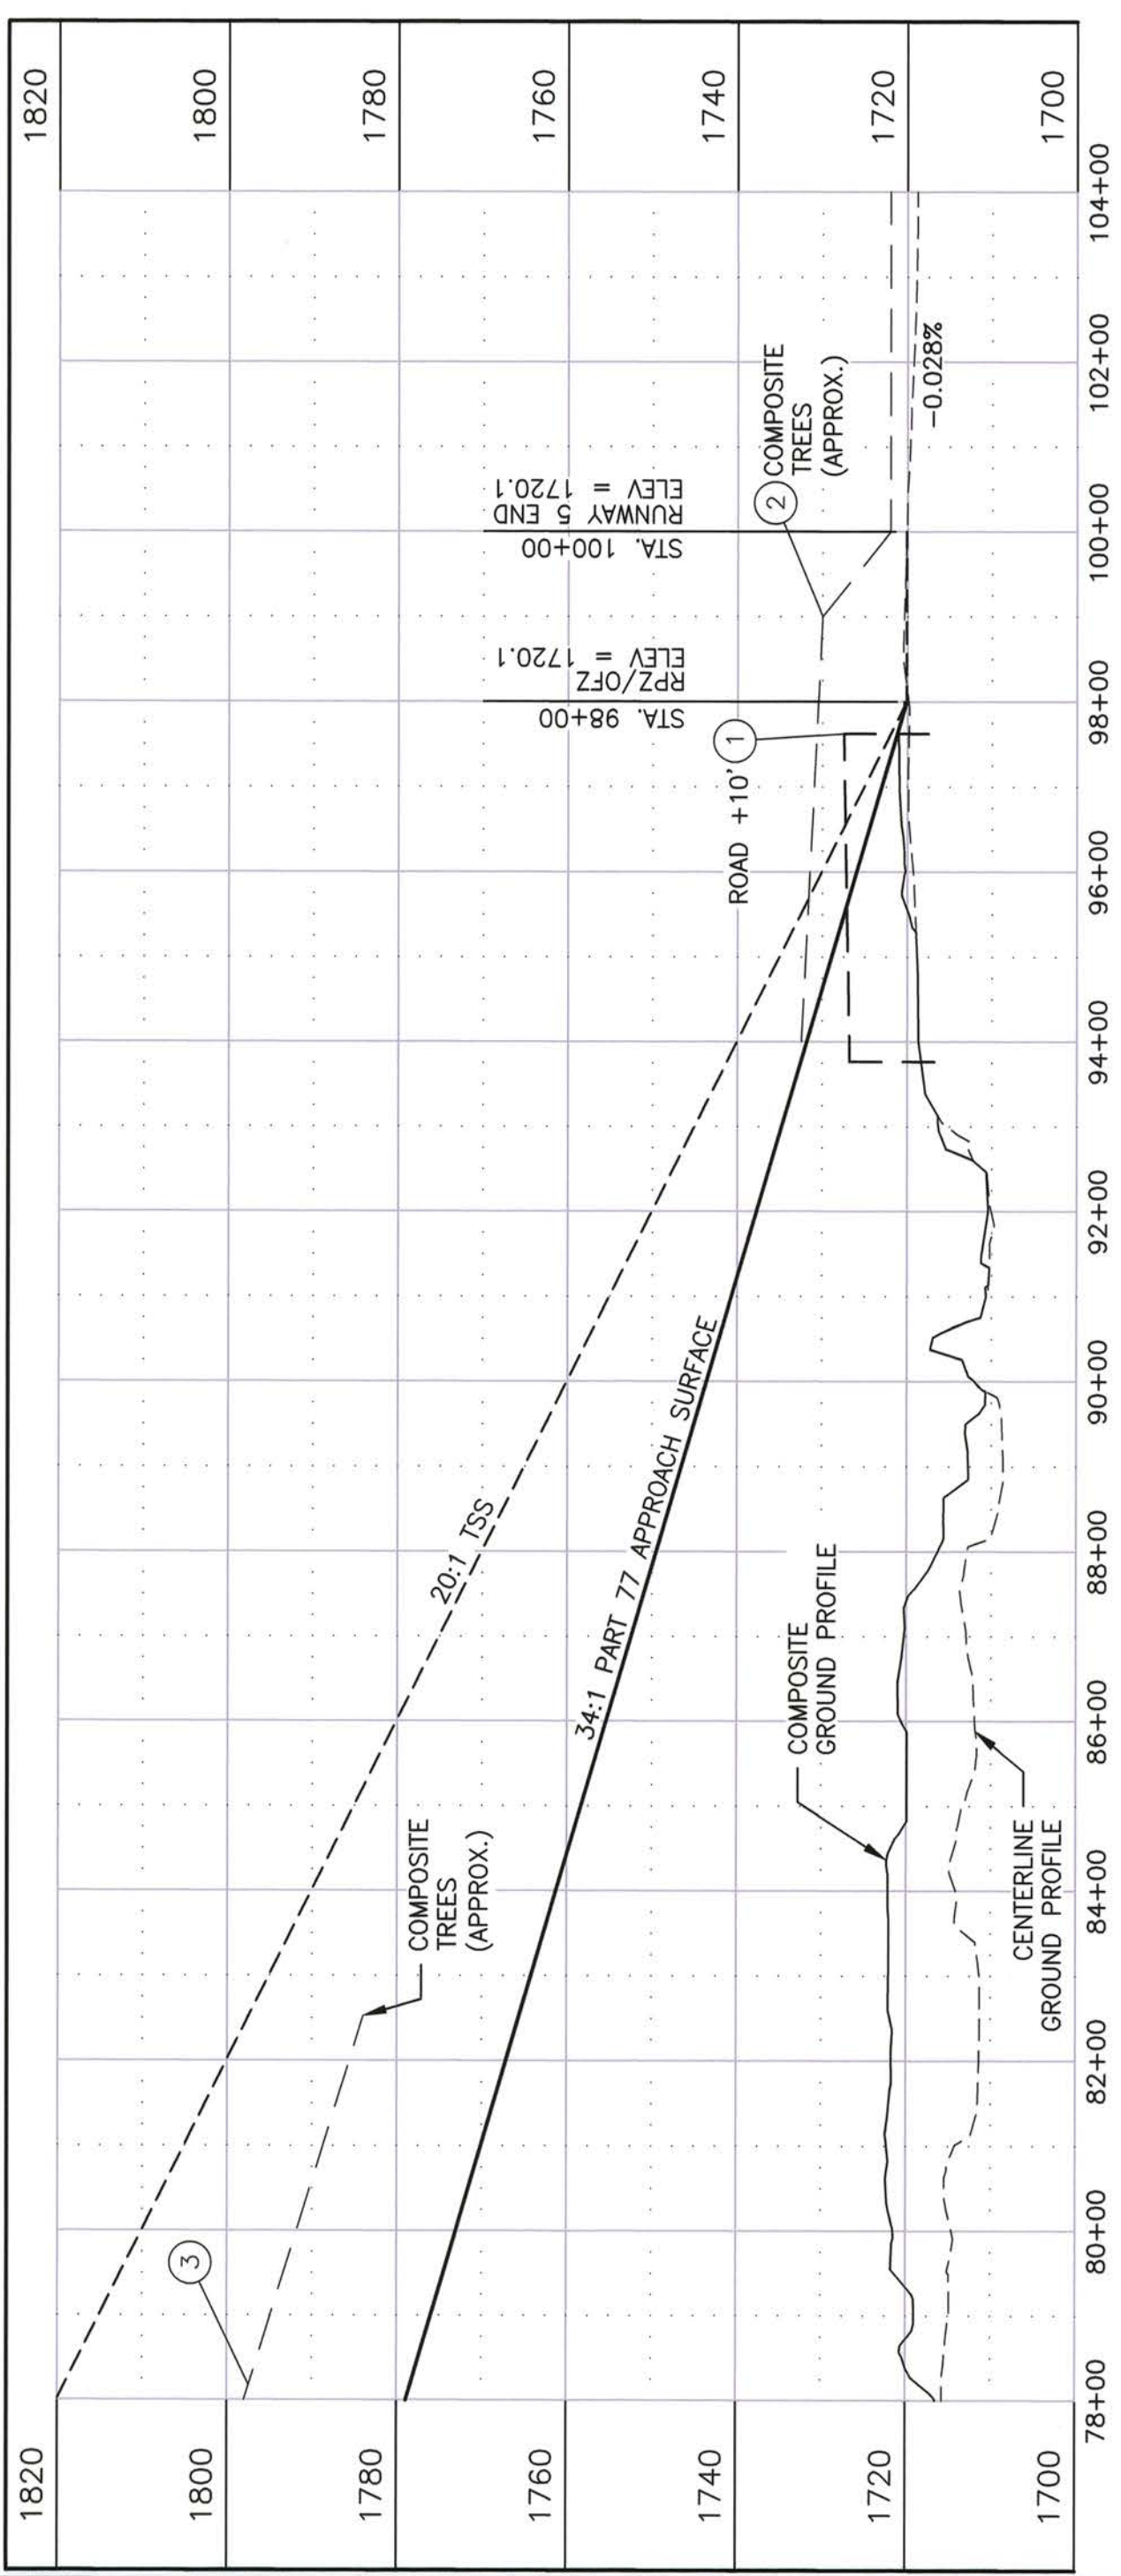 1820
1800
1780
1760
1740
1720
1700
1820
1800
1780
1760
1740
1720
1700
78+00
80+00
82+00
84+00
86+00
88+00
90+00
92+00
94+00
96+00
98+00
100+00
102+00
104+00
3
COMPOSITE
TREES
(APPROX.)
20:1 TSS
34:1 PART 77 APPROACH SURFACE
COMPOSITE
GROUND PROFILE
CENTERLINE
GROUND PROFILE
ROAD +10'
1
STA. 98+00
RPZ/OFZ
ELEV = 1720.1
STA. 100+00
RUNWAY 5 END
ELEV = 1720.1
2
COMPOSITE
TREES
(APPROX.)
-0.028%